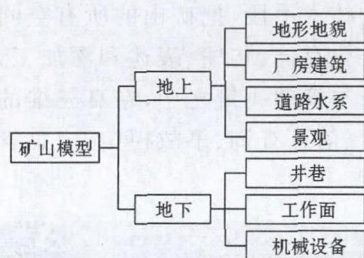 地形地貌
厂房建筑
地上
道路水系
景观
矿山模型
井巷
地下
工作面
机械设备